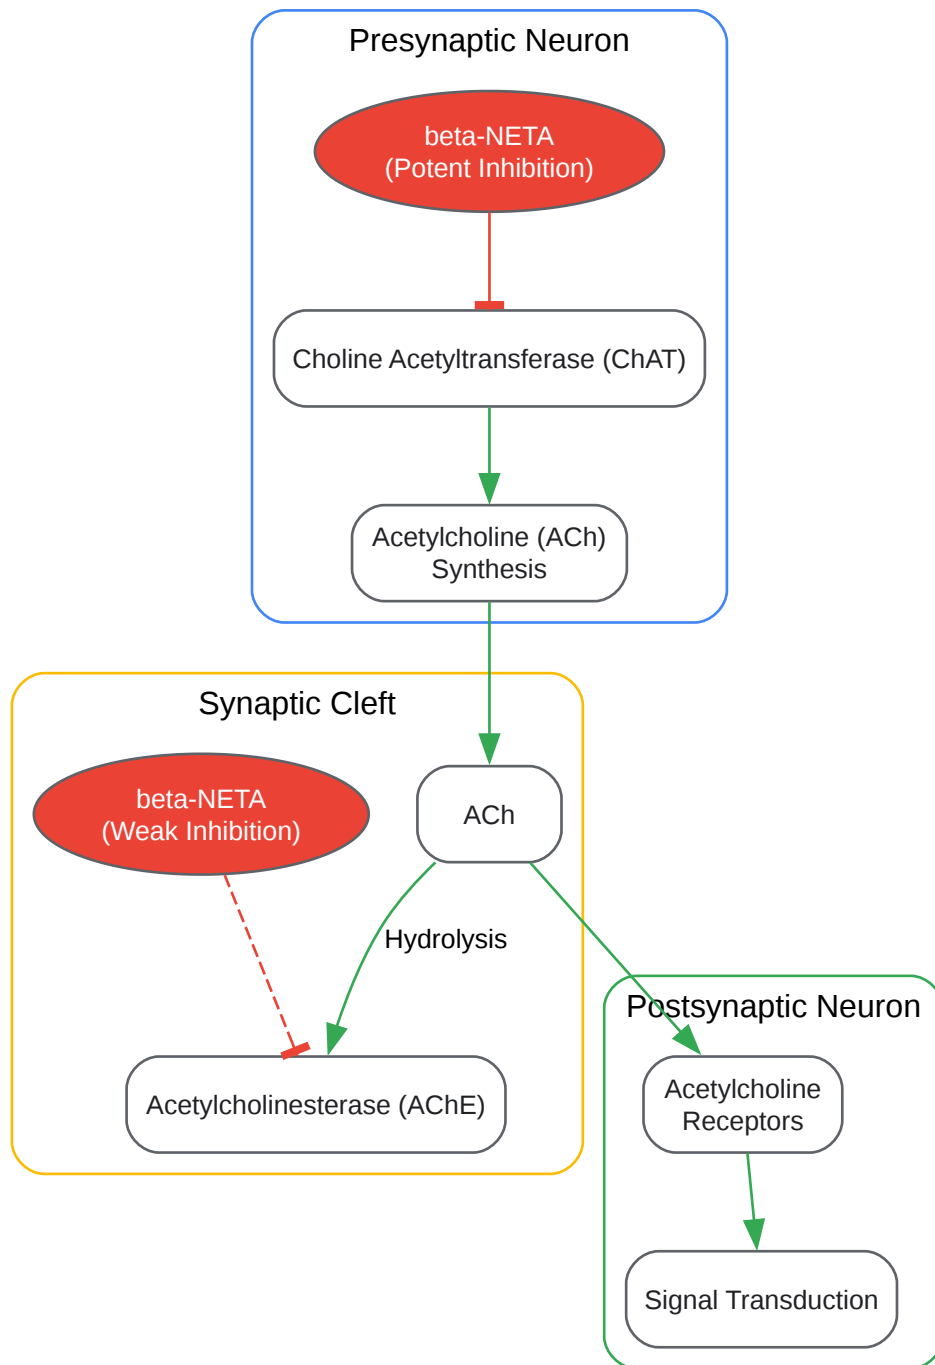 Presynaptic Neuron
beta-NETA
(Potent Inhibition)
Choline Acetyltransferase (ChAT)
Acetylcholine (ACh)
Synthesis
Synaptic Cleft
beta-NETA
(Weak Inhibition)
ACh
Hydrolysis
Acetylcholinesterase (AChE)
Postsynaptic Neuron
Acetylcholine
Receptors
Signal Transduction